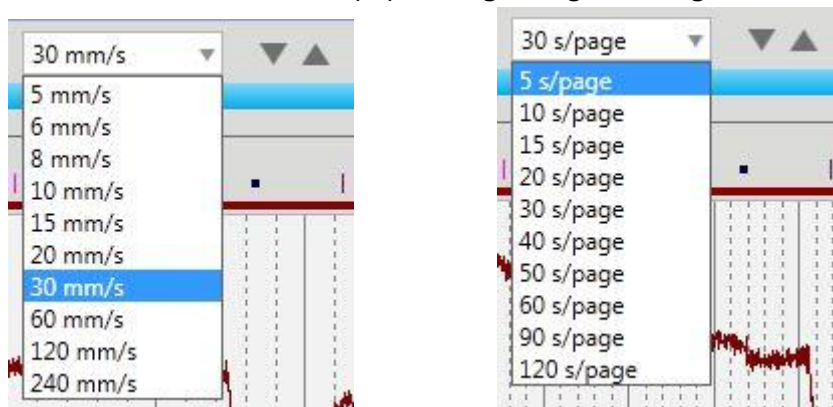 30 mm/s
5 mm/s
6 mm/s
8 mm/s
10 mm/s
15 mm/s
20 mm/s
30 mm/s
60 mm/s
120 mm/s
240 mm/s
30 s/page
5 s/page
10 s/page
15 s/page
20 s/page
30 s/page
40 s/page
50 s/page
60 s/page
90 s/page
120 s/page